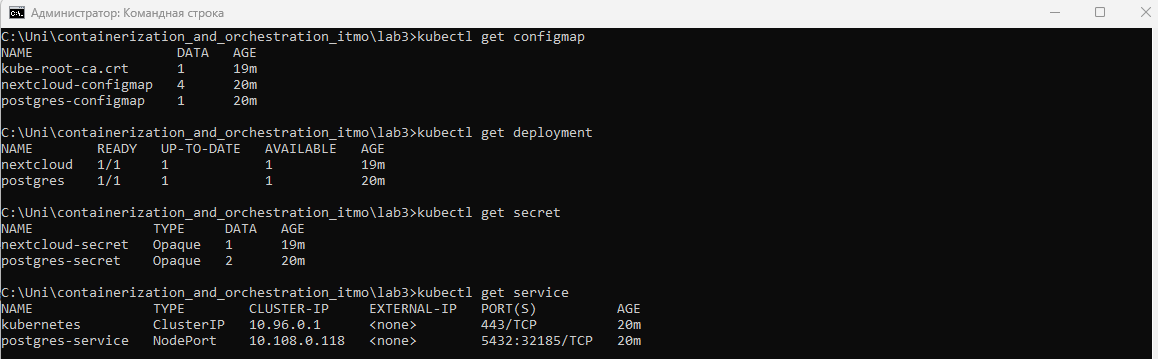 Администратор: Командная строка
C:\Uni\containerization_and_orchestration_itmo\lab3>kubectl get configmap
NAME                  DATA   AGE
kube-root-ca.crt      1      19m
nextcloud-configmap   4      20m
postgres-configmap    1      20m
C:\Uni\containerization_and_orchestration_itmo\lab3>kubectl get deployment
NAME        READY   UP-TO-DATE   AVAILABLE   AGE
nextcloud   1/1     1            1           19m
postgres    1/1     1            1           20m
C:\Uni\containerization_and_orchestration_itmo\lab3>kubectl get secret
NAME               TYPE     DATA   AGE
nextcloud-secret   Opaque   1      19m
postgres-secret    Opaque   2      20m
C:\Uni\containerization_and_orchestration_itmo\lab3>kubectl get service
NAME               TYPE        CLUSTER-IP     EXTERNAL-IP   PORT(S)          AGE
kubernetes         ClusterIP   10.96.0.1      <none>        443/TCP          20m
postgres-service   NodePort    10.108.0.118   <none>        5432:32185/TCP   20m